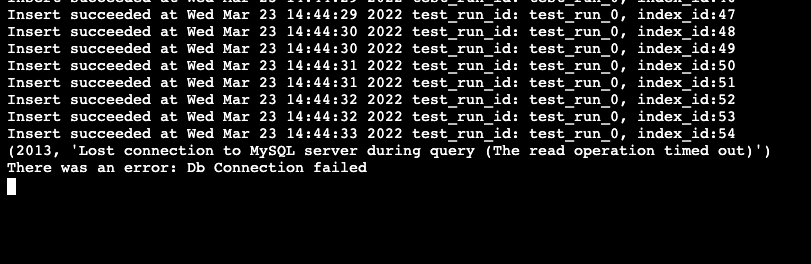 Insert succeeded at Wed Mar 23 14:44:29 2022 test_run_id: test_run_0, index_id:47
Insert succeeded at Wed Mar 23 14:44:30 2022 test_run_id: test_run_0, index_id:48
Insert succeeded at Wed Mar 23 14:44:30 2022 test_run_id: test_run_0, index_id:49
Insert succeeded at Wed Mar 23 14:44:31 2022 test_run_id: test_run_0, index_id:50
Insert succeeded at Wed Mar 23 14:44:31 2022 test_run_id: test_run_0, index_id:51
Insert succeeded at Wed Mar 23 14:44:32 2022 test_run_id: test_run_0, index_id:52
Insert succeeded at Wed Mar 23 14:44:32 2022 test_run_id: test_run_0, index_id:53
Insert succeeded at Wed Mar 23 14:44:33 2022 test_run_id: test_run_0, index_id:54
(2013, 'Lost connection to MySQL server during query (The read operation timed out)')
There was an error: Db Connection failed